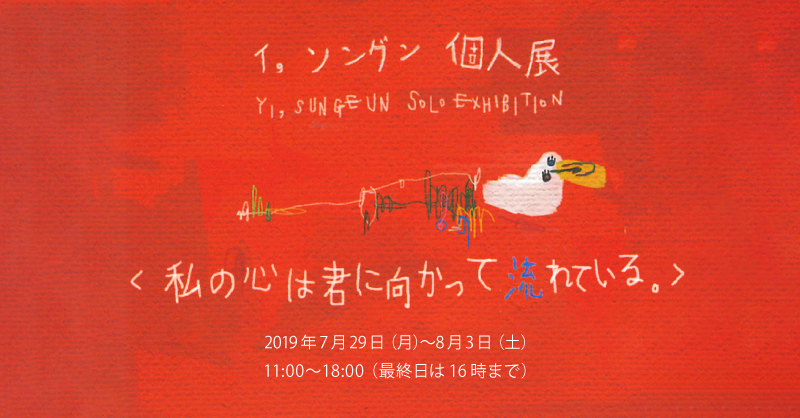 イ, ソングン 個人展
YI, SUNGEUN SOLO EXHIBITION
<私の心は君に向かって流れている。>
2019年7月29日（月）〜8月3日（土）
11:00〜18:00（最終日は16時まで）